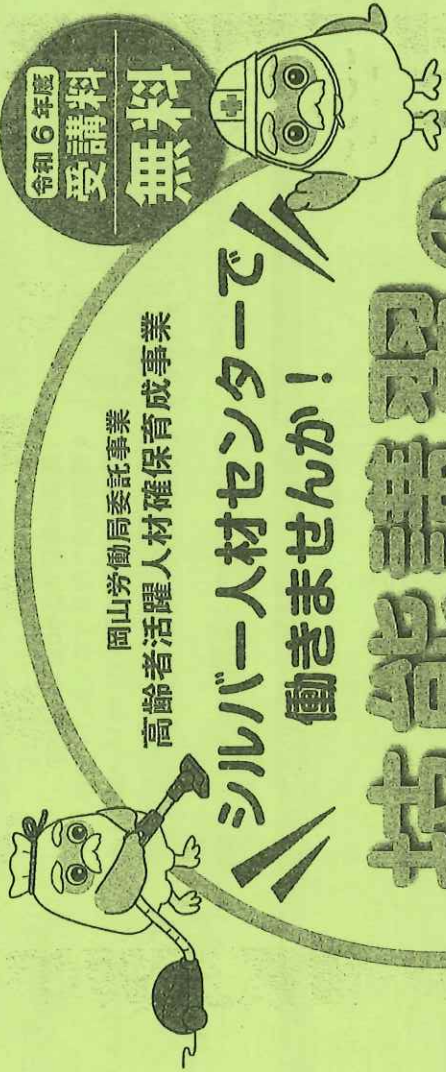 令和6年度
受講料
無料
岡山労働局委託事業
高齢者活躍人材確保育成事業
シルバー人材センターで
働きませんか!
技能講習の